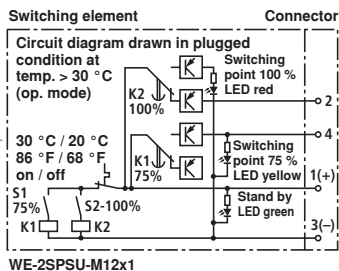 Switching element
Connector
Circuit diagram drawn in plugged
condition at
temp. > 30 °C
(op. mode)
K2
100%
Switching
point 100 %
LED red
2
4
30 °C / 20 °C
86 °F / 68 °F
on / off
K1
75%
Switching
point 75 %
LED yellow
1(+)
S1
75%
S2-100%
Stand by
LED green
K1
K2
3(–)
WE-2SPSU-M12x1